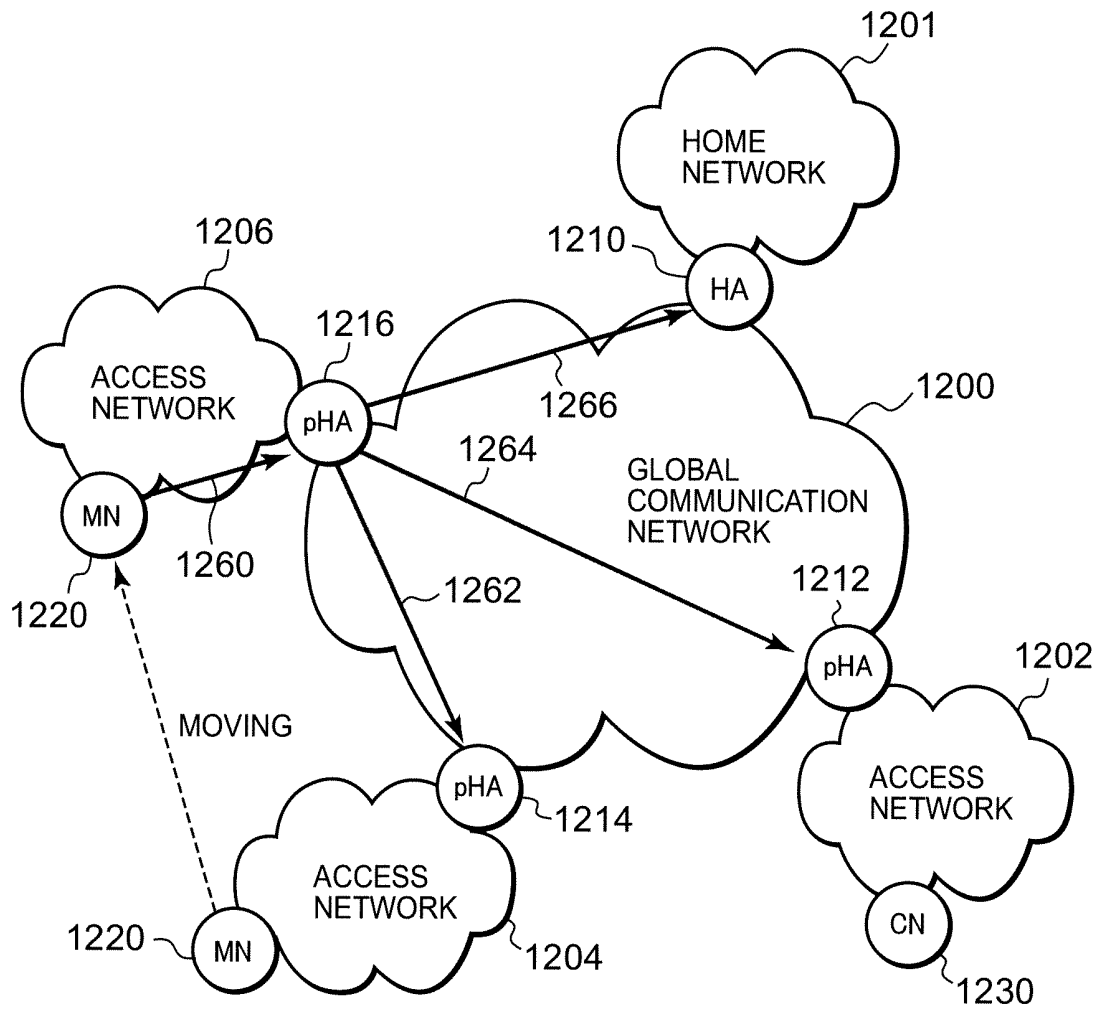 1201
HOME
NETWORK
1206
1210
HA
1216
ACCESS
NETWORK
pHA
1266
1200
1264
GLOBAL
COMMUNICATION
NETWORK
MN
1260
1220
1262
1212
pHA
1202
MOVING
ACCESS
NETWORK
pHA
1214
ACCESS
NETWORK
CN
1220
MN
1204
1230